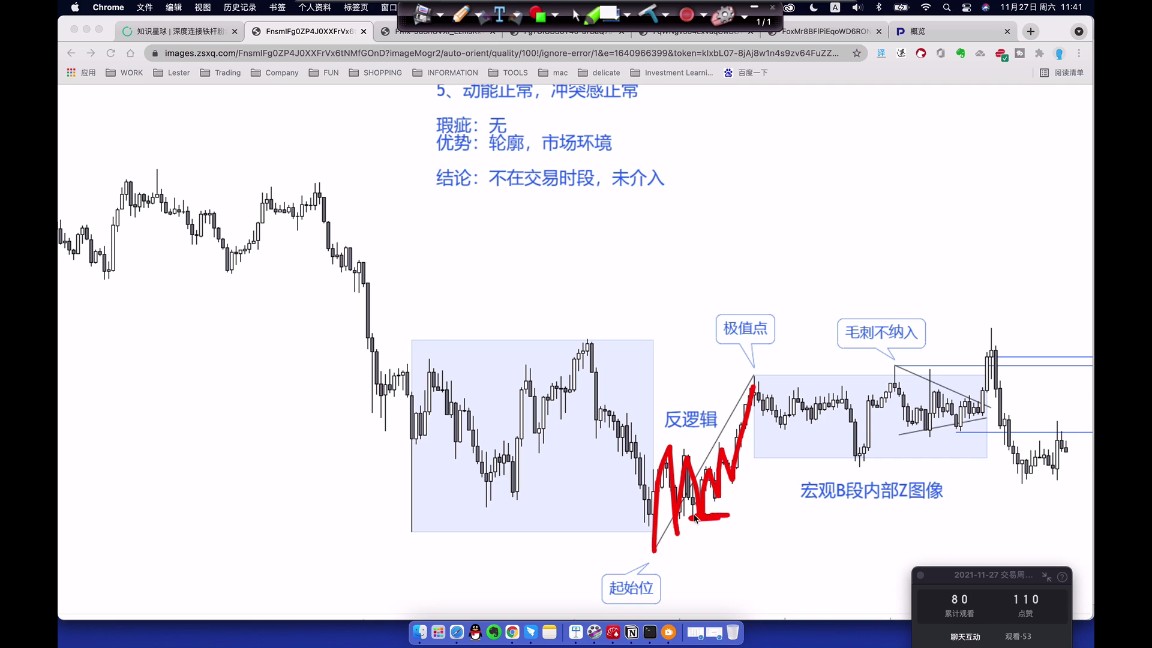 Chrome 文件 编辑 视图 历史记录 书签 个人资料 标签页 窗口
11月27日 周六 11:41
1/1
知识星球 | 深度连接铁杆粉
FnsmIFg0ZP4J0XXFrVx6
FoxMr8BFIPlEqoWD6ROI
概览
images.zsxq.com/FnsmIFg0ZP4J0XXFrVx6tNMfGOnD?imageMogr2/auto-orient/quality/100!/ignore-error/1&e=1640966399&token=kIxbL07-8jAj8w1n4s9zv64FuZZ...
应用 WORK Lester Trading Company FUN SHOPPING INFORMATION TOOLS mac delicate Investment Learni... 百度一下 阅读清单
5、动能正常，冲突感正常
瑕疵：无
优势：轮廓，市场环境
结论：不在交易时段，未介入
极值点
毛刺不纳入
反逻辑
宏观B段内部Z图像
起始位
2021-11-27 交易周...
80 110
累计观看 点赞
聊天互动 观看·53